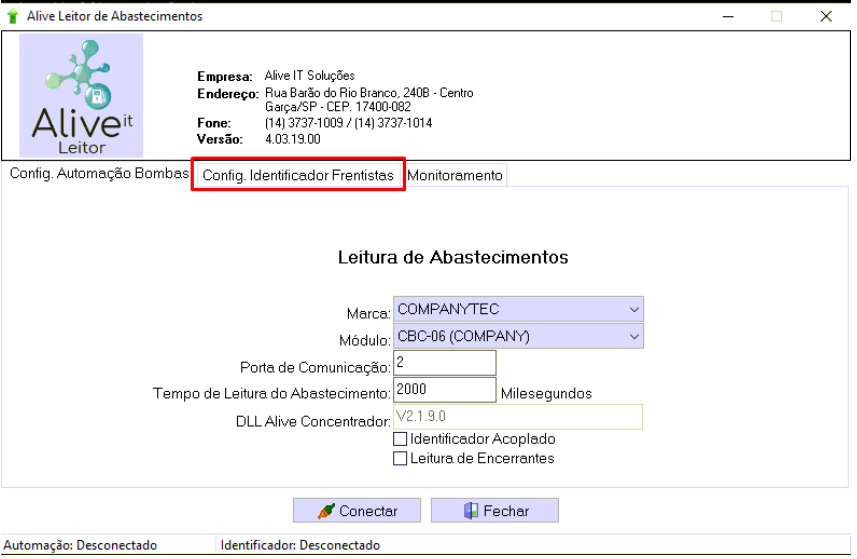 Alive Leitor de Abastecimentos
Alive it
Leitor
Empresa: Alive IT Soluções
Endereço: Rua Barão do Rio Branco, 240B - Centro
Garça/SP - CEP. 17400-082
Fone: (14) 3737-1009 / (14) 3737-1014
Versão: 4.03.19.00
Config. Automação Bombas Config. Identificador Frentistas Monitoramento
Leitura de Abastecimentos
Marca: COMPANYTEC
Módulo: CBC-06 (COMPANY)
Porta de Comunicação: 2
Tempo de Leitura do Abastecimento: 2000 Milesegundos
DLL Alive Concentrador: V2.1.9.0
Identificador Acoplado
Leitura de Encerrantes
Conectar Fechar
Automação: Desconectado Identificador: Desconectado